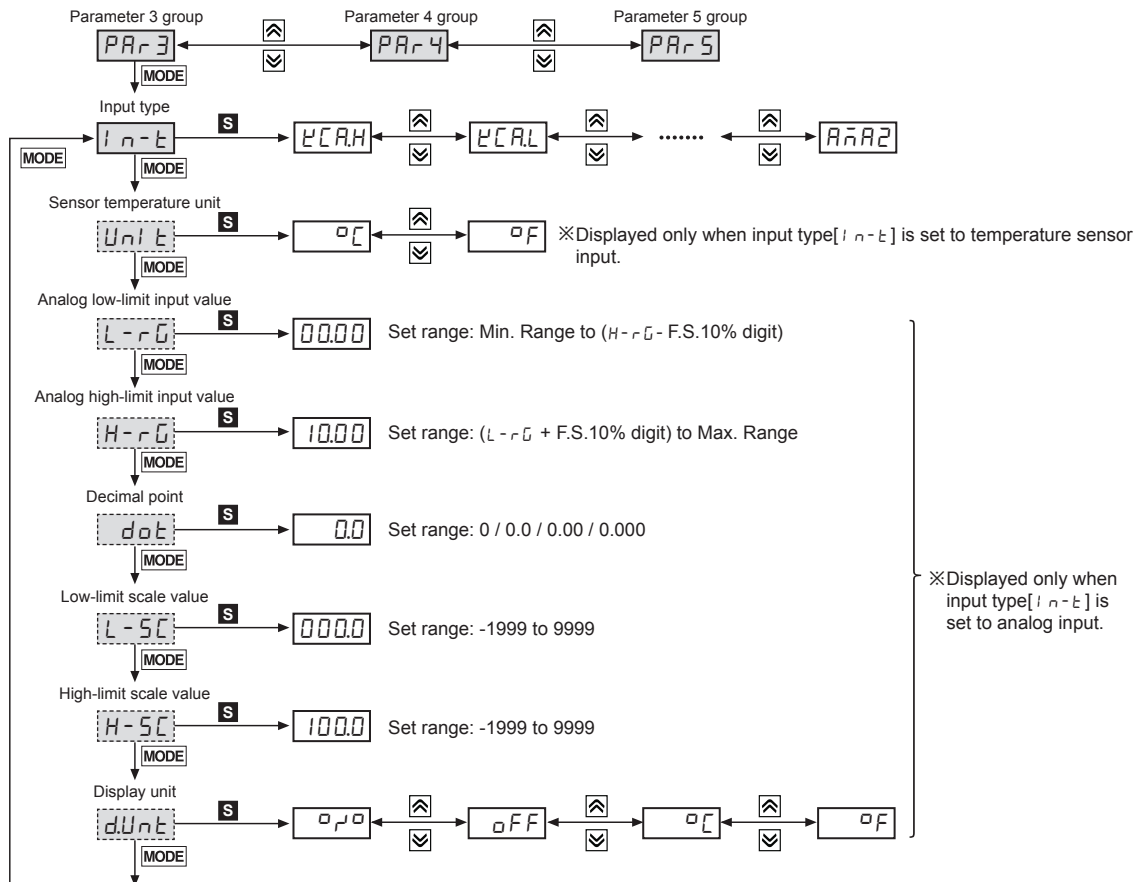 Parameter 3 group Parameter 4 group Parameter 5 group
PAr3 PAr4 PAr5
MODE
Input type
In-t S KCA.H KCA.L ······· AMA2
MODE
MODE
Sensor temperature unit
UnIt S °C °F ※Displayed only when input type[In-t] is set to temperature sensor
input.
MODE
Analog low-limit input value
L-rG S 00.00 Set range: Min. Range to (H-rG- F.S.10% digit)
MODE
Analog high-limit input value
H-rG S 10.00 Set range: (L-rG + F.S.10% digit) to Max. Range
MODE
Decimal point
dot S 0.0 Set range: 0 / 0.0 / 0.00 / 0.000
MODE
※Displayed only when
input type[In-t] is
set to analog input.
Low-limit scale value
L-SC S 000.0 Set range: -1999 to 9999
MODE
High-limit scale value
H-SC S 100.0 Set range: -1999 to 9999
MODE
Display unit
d.Unt S % oFF °C °F
MODE